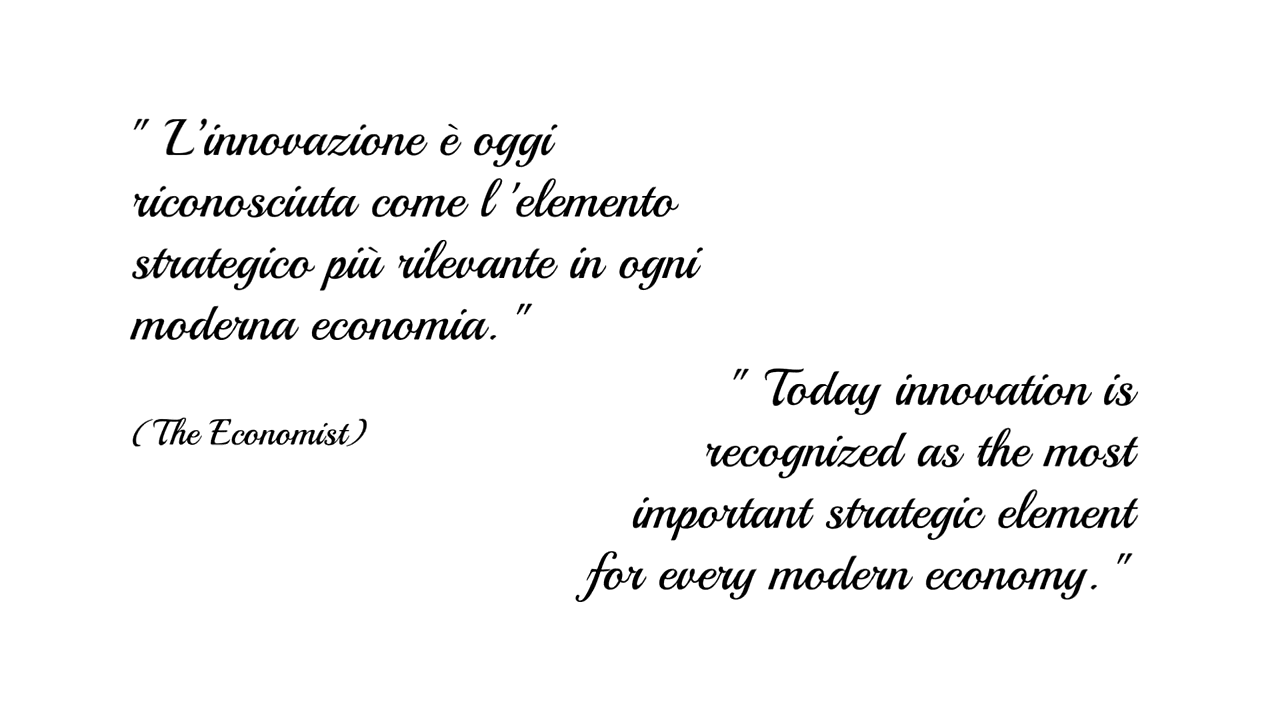 " L'innovazione è oggi
riconosciuta come l 'elemento
strategico più rilevante in ogni
moderna economia. "
(The Economist)
" Today innovation is
recognized as the most
important strategic element
for every modern economy. "